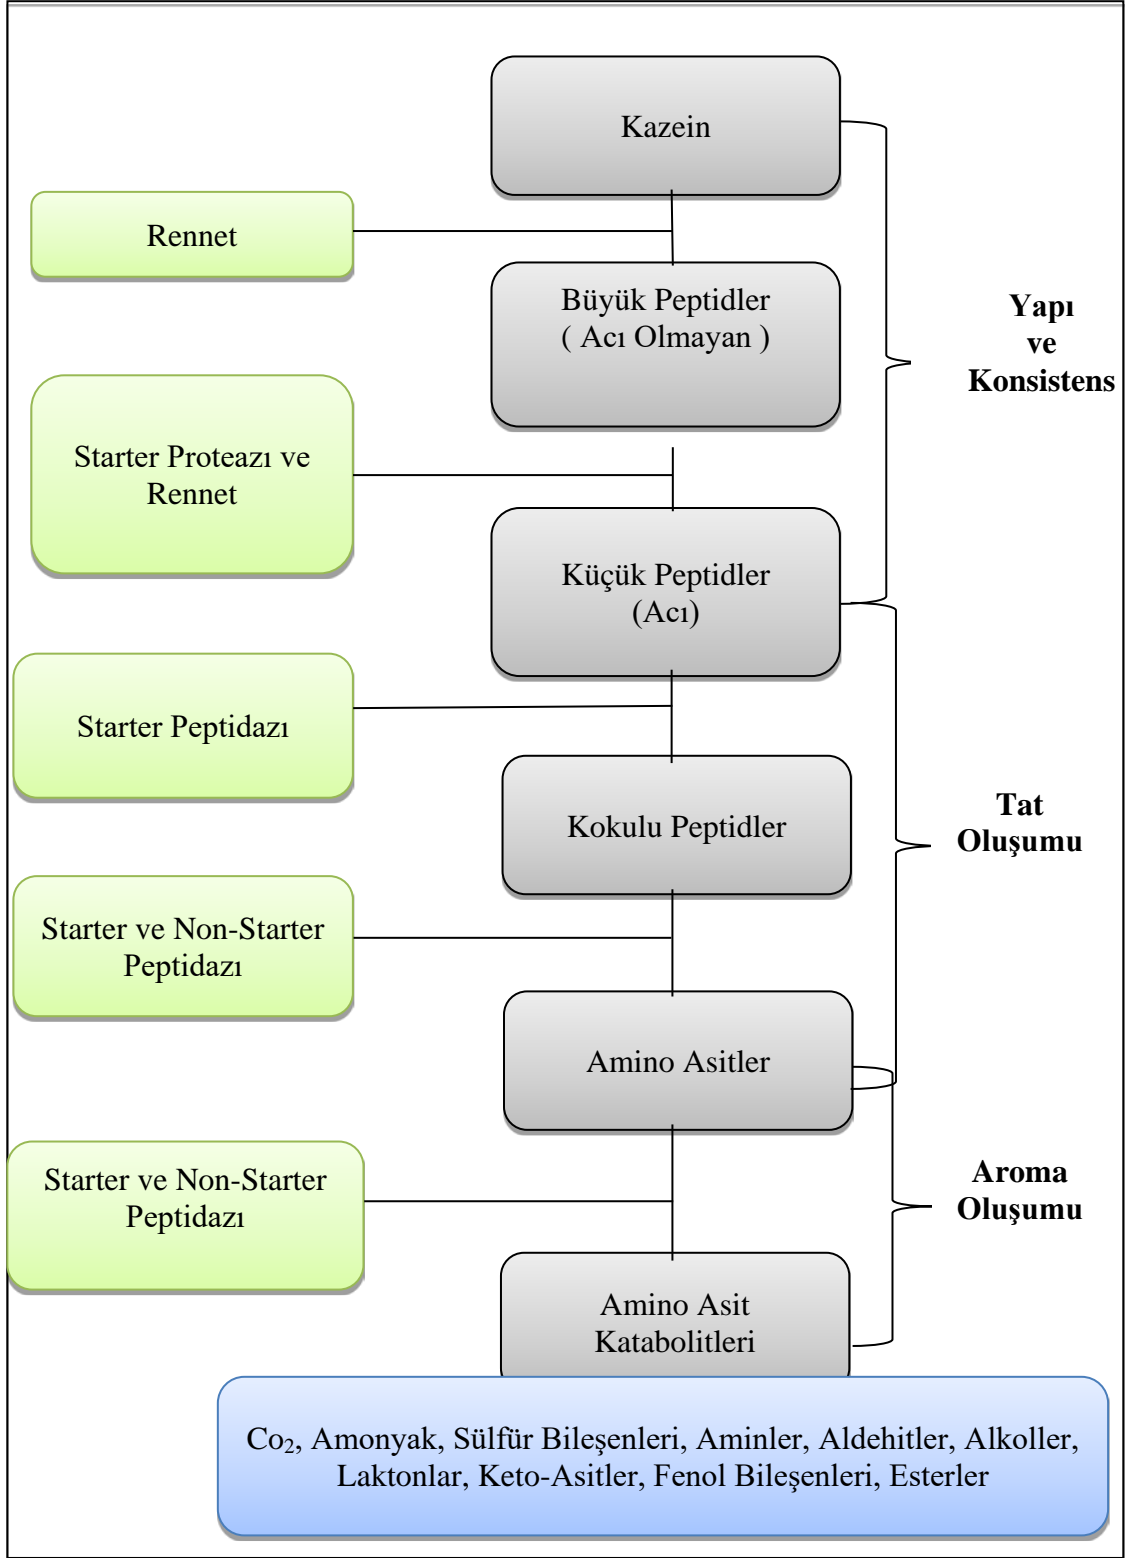 Kazein
Rennet
Büyük Peptidler
( Acı Olmayan )
Yapı
ve
Konsistens
Starter Proteazı ve
Rennet
Küçük Peptidler
(Acı)
Starter Peptidazı
Kokulu Peptidler
Tat
Oluşumu
Starter ve Non-Starter
Peptidazı
Amino Asitler
Starter ve Non-Starter
Peptidazı
Aroma
Oluşumu
Amino Asit
Katabolitleri
Co₂, Amonyak, Sülfür Bileşenleri, Aminler, Aldehitler, Alkoller,
Laktonlar, Keto-Asitler, Fenol Bileşenleri, Esterler